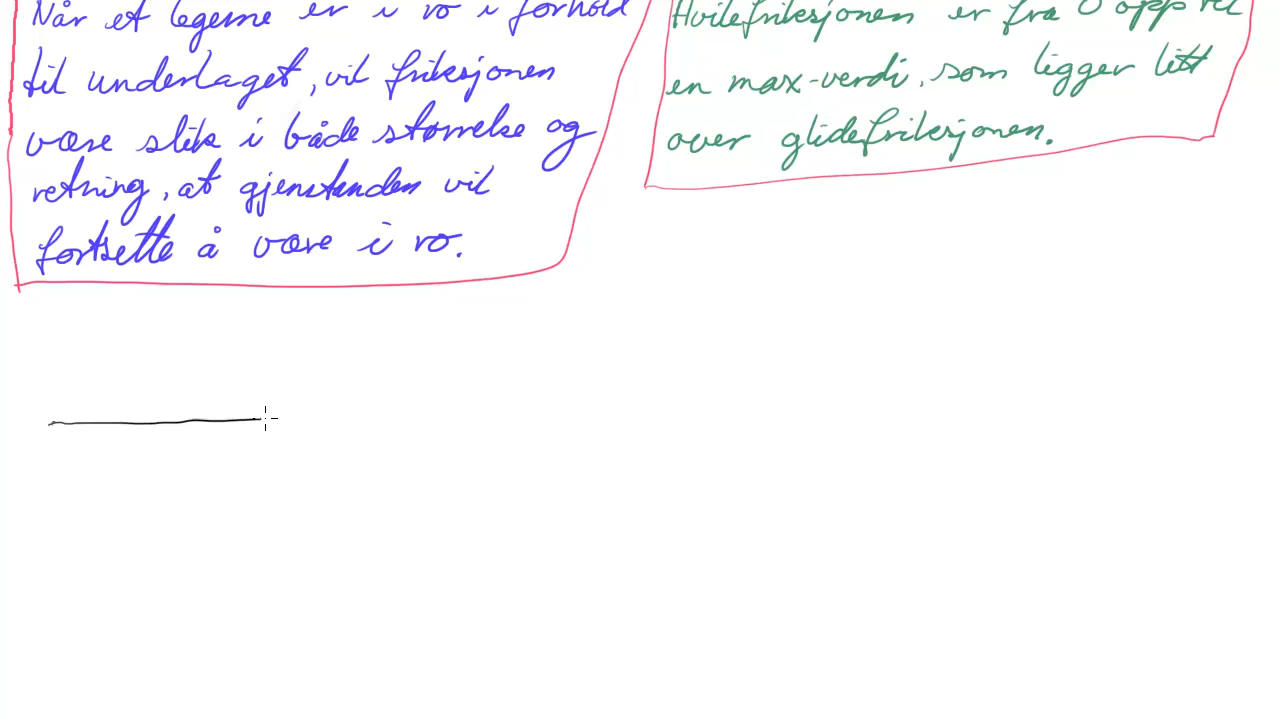 Når et legeme er i ro i forhold
til underlaget, vil friksjonen
være slik i både størrelse og
retning, at gjenstanden vil
fortsette å være i ro.
Hvilefriksjonen er fra 0 opp til
en max-verdi, som ligger litt
over glidefriksjonen.